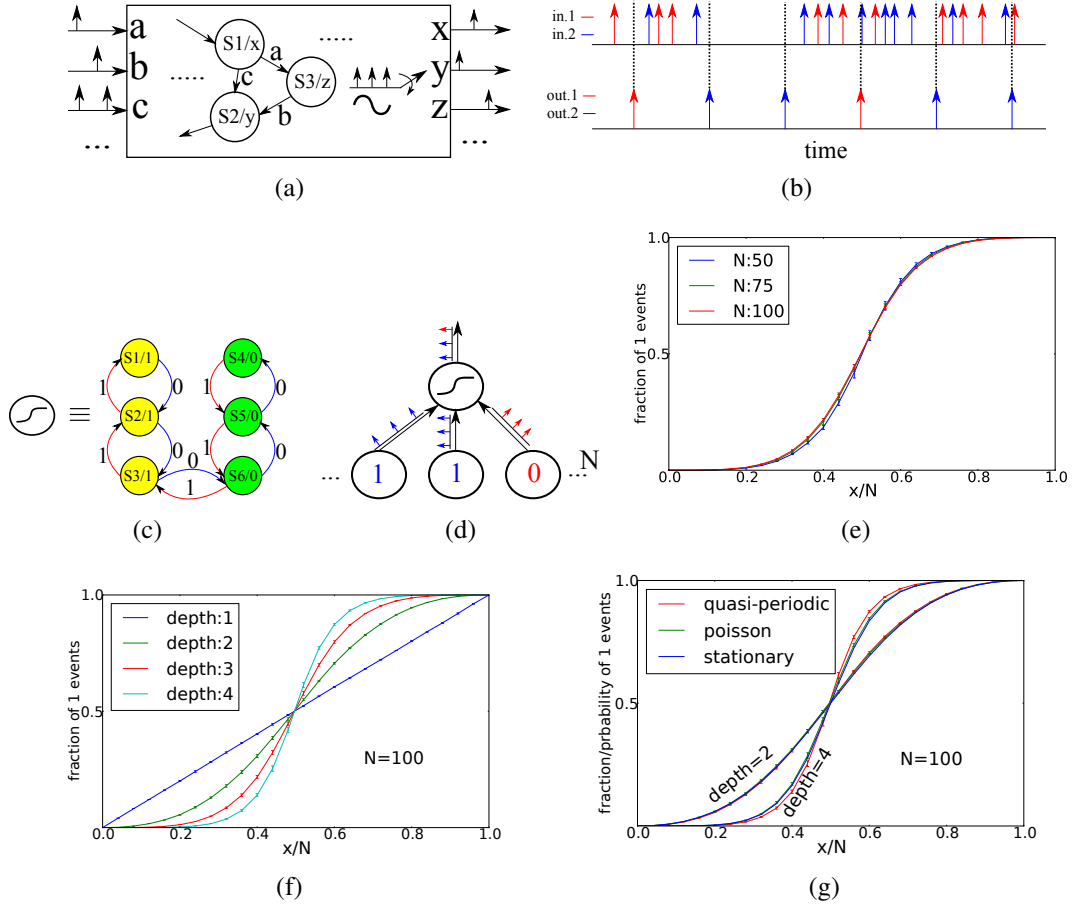 a
b
c
...
S1/x
S3/z
S2/y
a
c
b
.....
.....
x
y
z
...
(a)
in.1
in.2
out.1
out.2
time
(b)
≡
S1/1
S2/1
S3/1
S4/0
S5/0
S6/0
1
0
1
0
1
0
1
0
0
1
(c)
...
1
1
0
...
N
(d)
fraction of 1 events
1.0
0.5
N:50
N:75
N:100
0.0 0.2 0.4 0.6 0.8 1.0
x/N
(e)
fraction of 1 events
1.0
0.5
depth:1
depth:2
depth:3
depth:4
N=100
0.0 0.2 0.4 0.6 0.8 1.0
x/N
(f)
fraction/prbability of 1 events
1.0
0.5
quasi-periodic
poisson
stationary
depth=2
depth=4
N=100
0.0 0.2 0.4 0.6 0.8 1.0
x/N
(g)